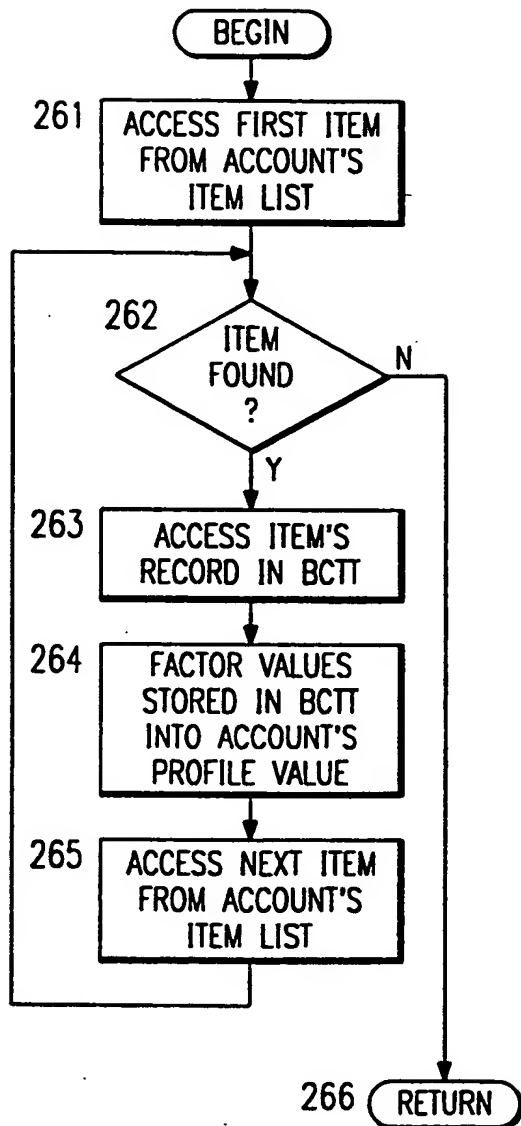 BEGIN
261
ACCESS FIRST ITEM
FROM ACCOUNT'S
ITEM LIST
262
ITEM
FOUND
?
N
Y
263
ACCESS ITEM'S
RECORD IN BCTT
264
FACTOR VALUES
STORED IN BCTT
INTO ACCOUNT'S
PROFILE VALUE
265
ACCESS NEXT ITEM
FROM ACCOUNT'S
ITEM LIST
266
RETURN